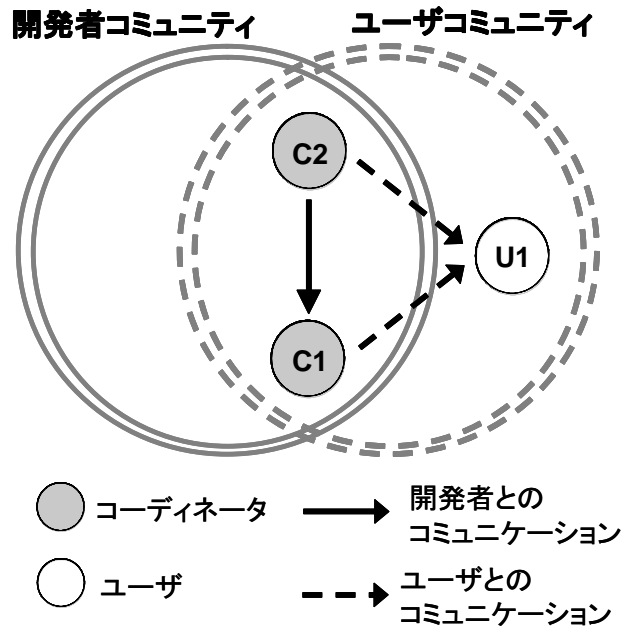 開発者コミュニティ
ユーザコミュニティ
C2
U1
C1
コーディネータ
開発者との
コミュニケーション
ユーザ
ユーザとの
コミュニケーション